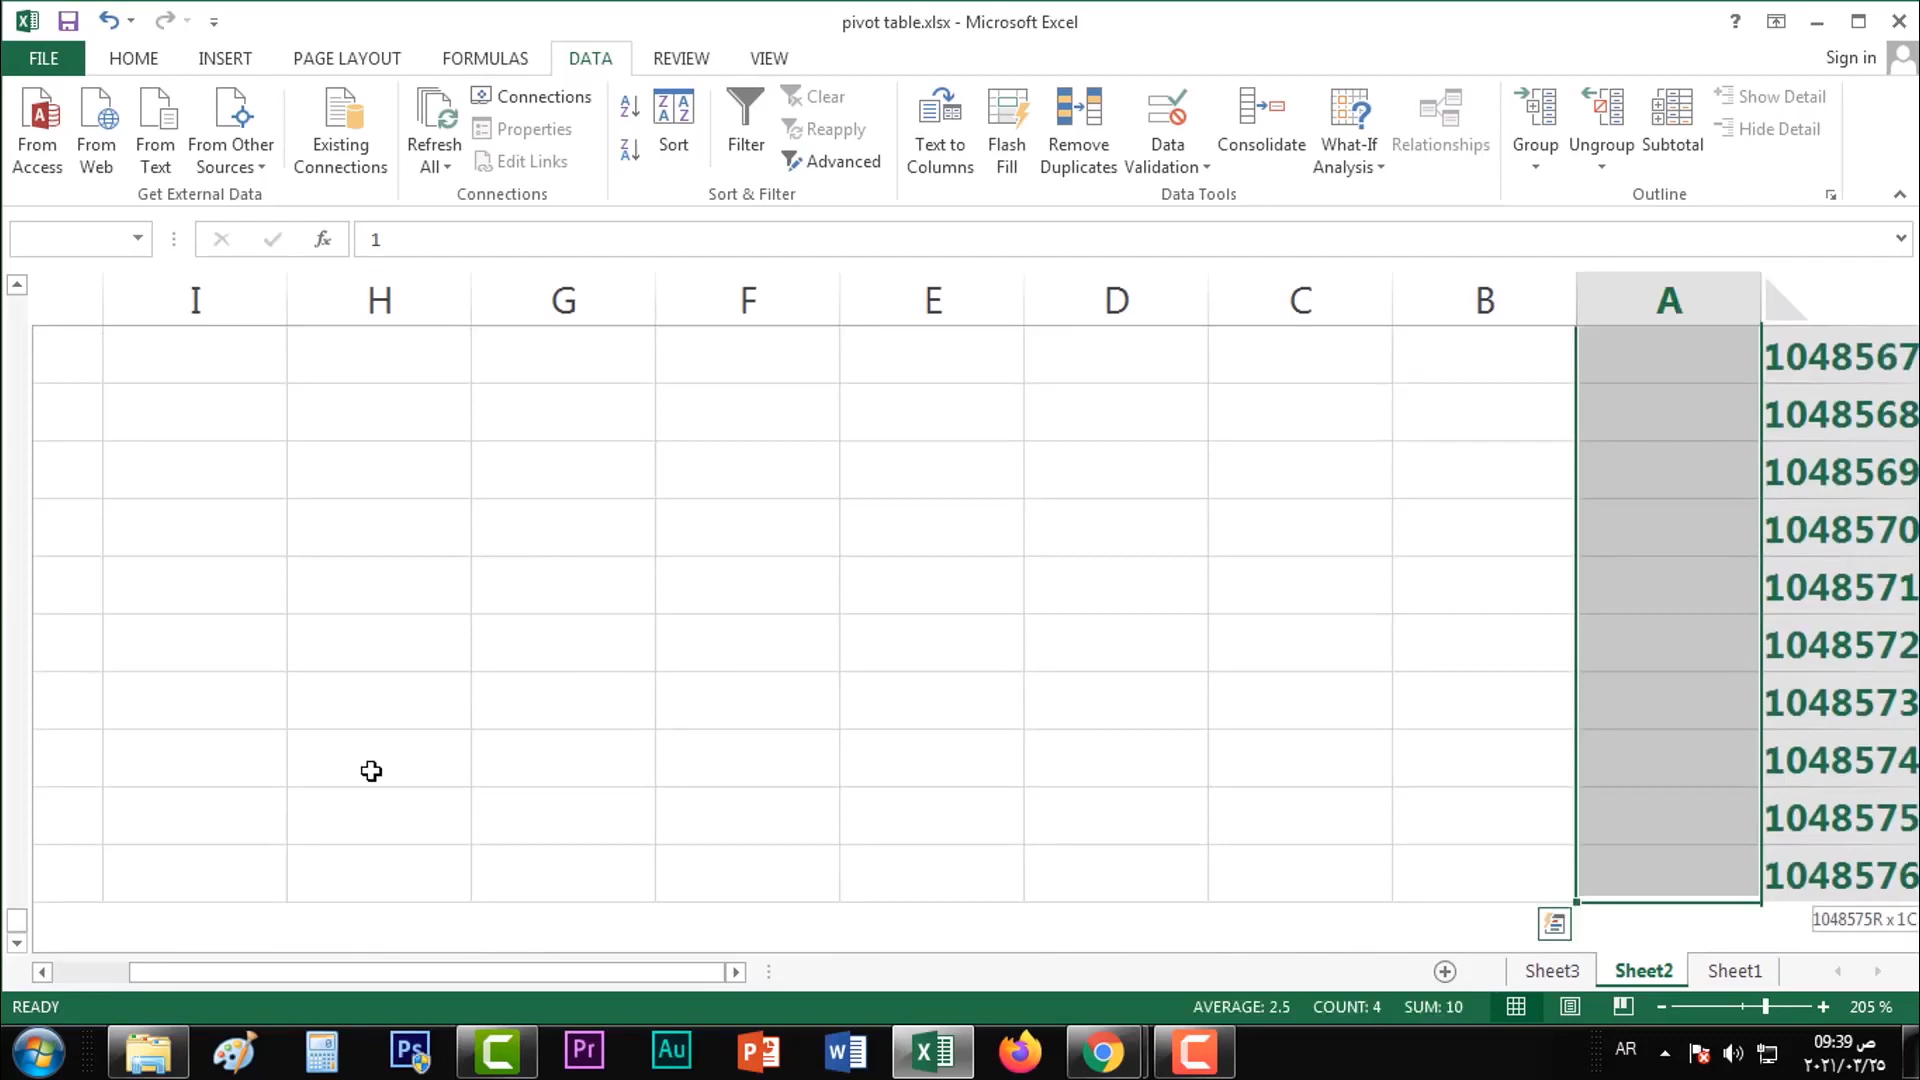 pivot table.xlsx - Microsoft Excel
?
FILE HOME INSERT PAGE LAYOUT FORMULAS DATA REVIEW VIEW Sign in
From Access
From Web
From Text
From Other Sources
Existing Connections
Get External Data
Refresh All
Connections
Properties
Edit Links
Connections
Sort
Filter
Clear
Reapply
Advanced
Sort & Filter
Text to Columns
Flash Fill
Remove Duplicates
Data Validation
Consolidate
What-If Analysis
Relationships
Data Tools
Group
Ungroup
Subtotal
Show Detail
Hide Detail
Outline
fx 1
I H G F E D C B A
1048567
1048568
1048569
1048570
1048571
1048572
1048573
1048574
1048575
1048576
1048575R x 1C
Sheet3 Sheet2 Sheet1
READY AVERAGE: 2.5 COUNT: 4 SUM: 10 205 %
Ps Pr Au AR
09:39 ص
٢٠٢١/٠٣/٢٥